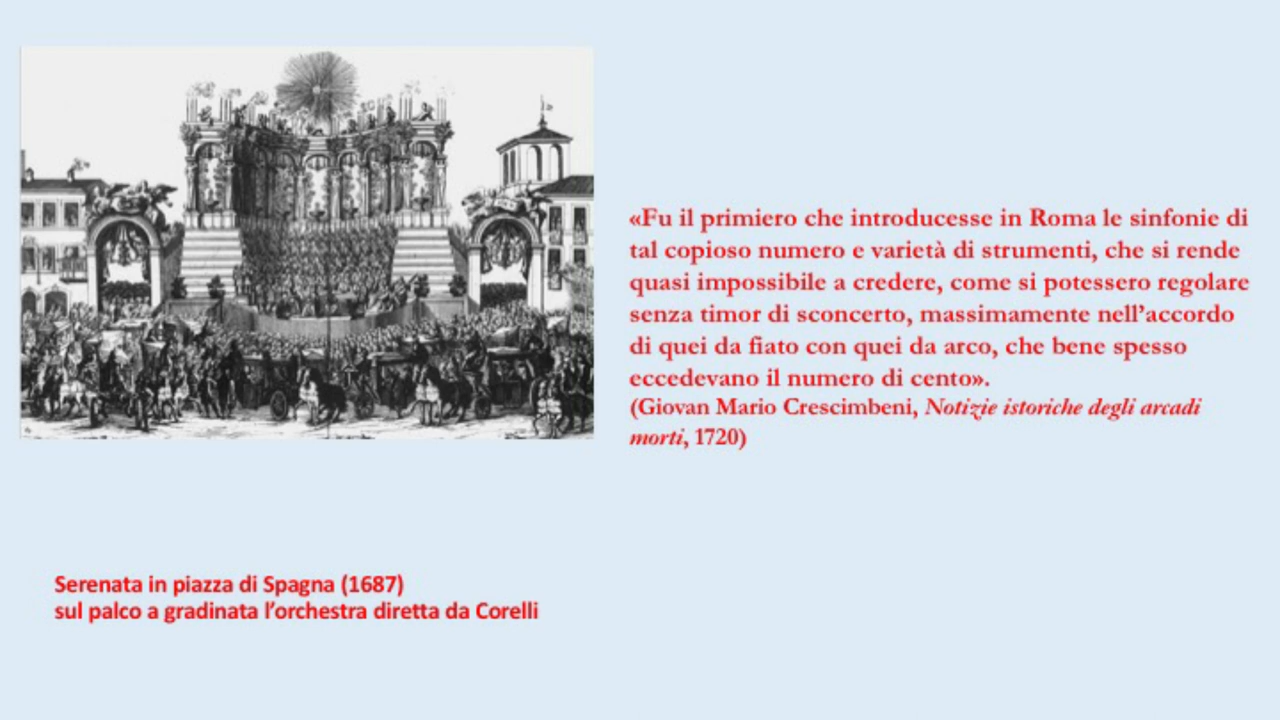 «Fu il primiero che introducesse in Roma le sinfonie di
tal copioso numero e varietà di strumenti, che si rende
quasi impossibile a credere, come si potessero regolare
senza timor di sconcerto, massimamente nell’accordo
di quei da fiato con quei da arco, che bene spesso
eccedevano il numero di cento».
(Giovan Mario Crescimbeni, Notizie istoriche degli arcadi
morti, 1720)
Serenata in piazza di Spagna (1687)
sul palco a gradinata l’orchestra diretta da Corelli